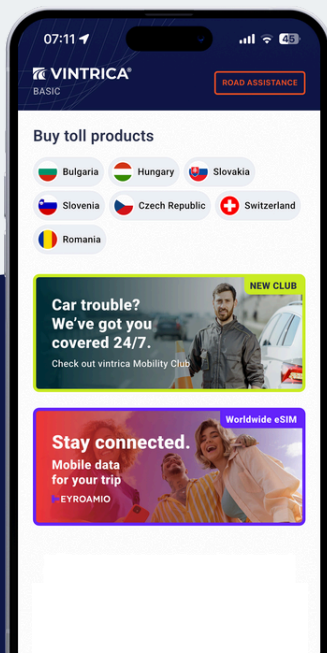 07:11
45
VINTRICA®
BASIC
ROAD ASSISTANCE
Buy toll products
Bulgaria
Hungary
Slovakia
Slovenia
Czech Republic
Switzerland
Romania
NEW CLUB
Car trouble?
We've got you
covered 24/7.
Check out vintrica Mobility Club
Worldwide eSIM
Stay connected.
Mobile data
for your trip
EYROAMIO